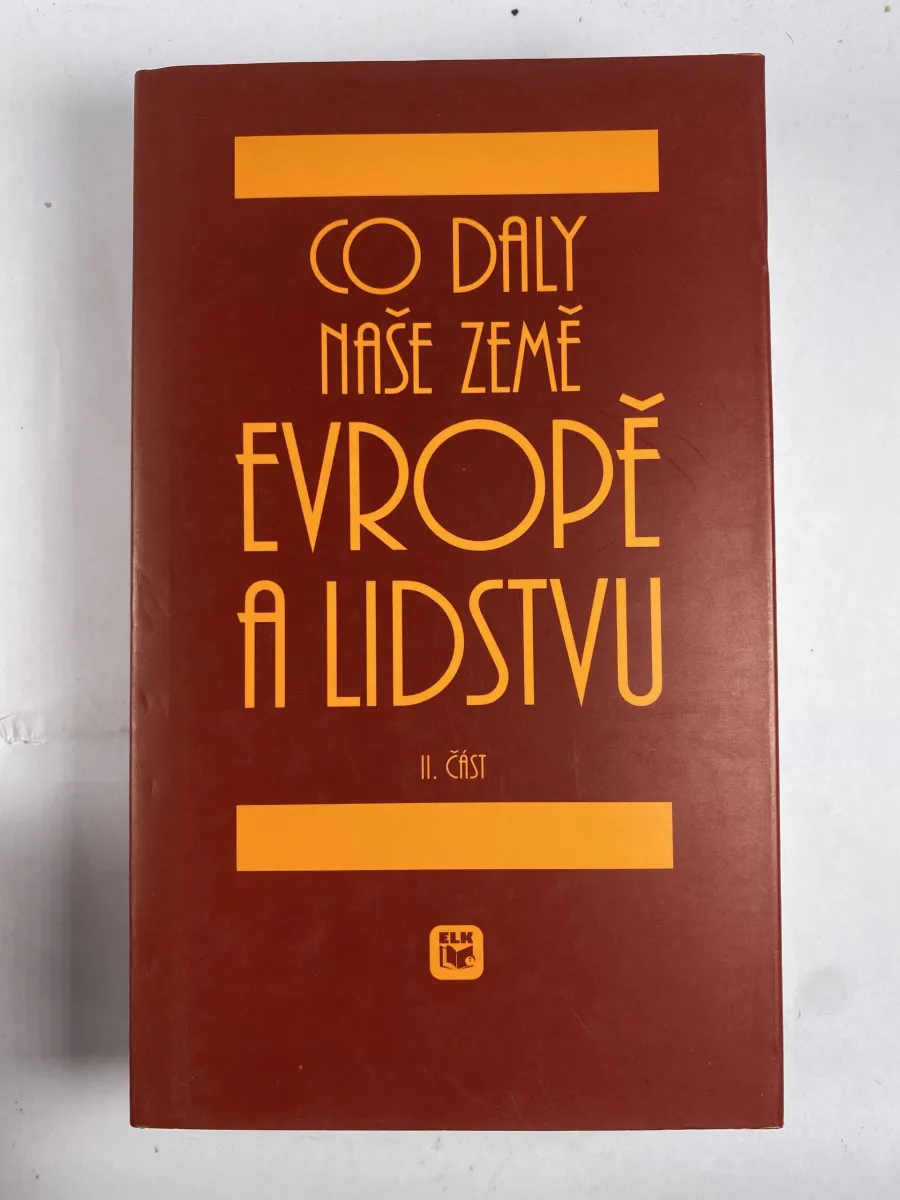 CO DALY
NAŠE ZEMĚ
EVROPĚ
A LIDSTVU
II. ČÁST
ELK